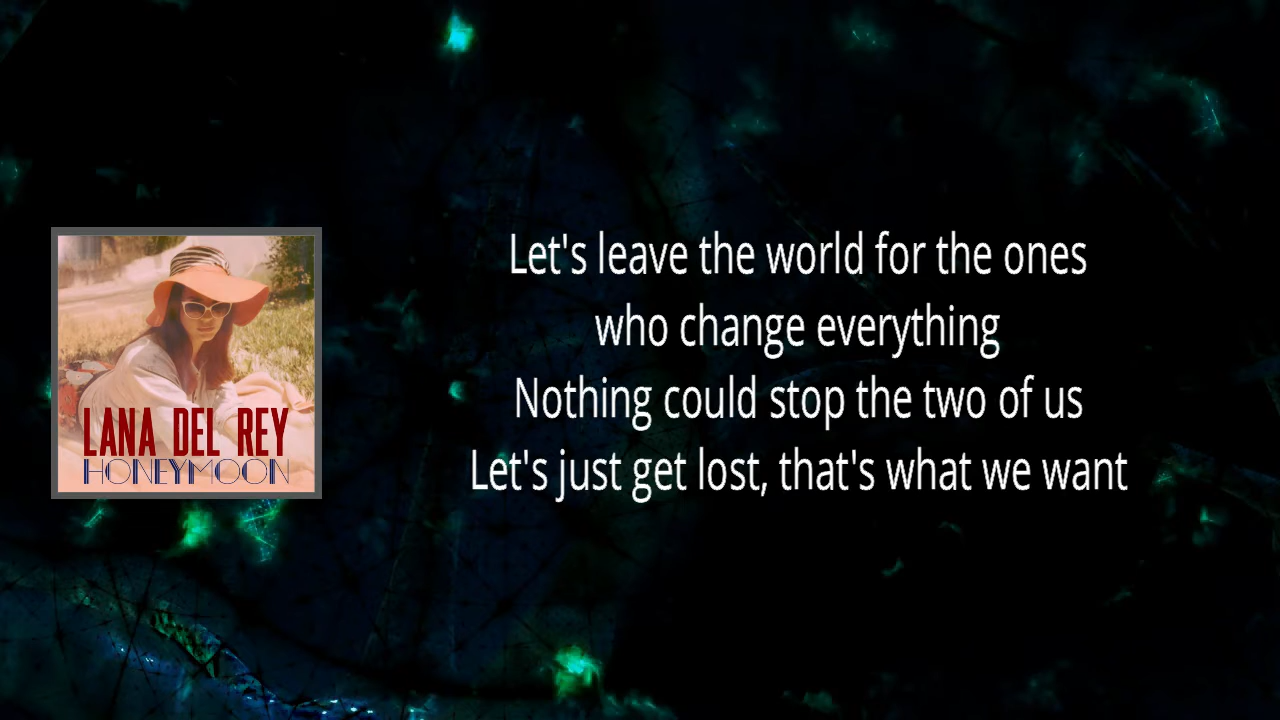 LANA DEL REY
HONEYMOON
Let's leave the world for the ones
who change everything
Nothing could stop the two of us
Let's just get lost, that's what we want